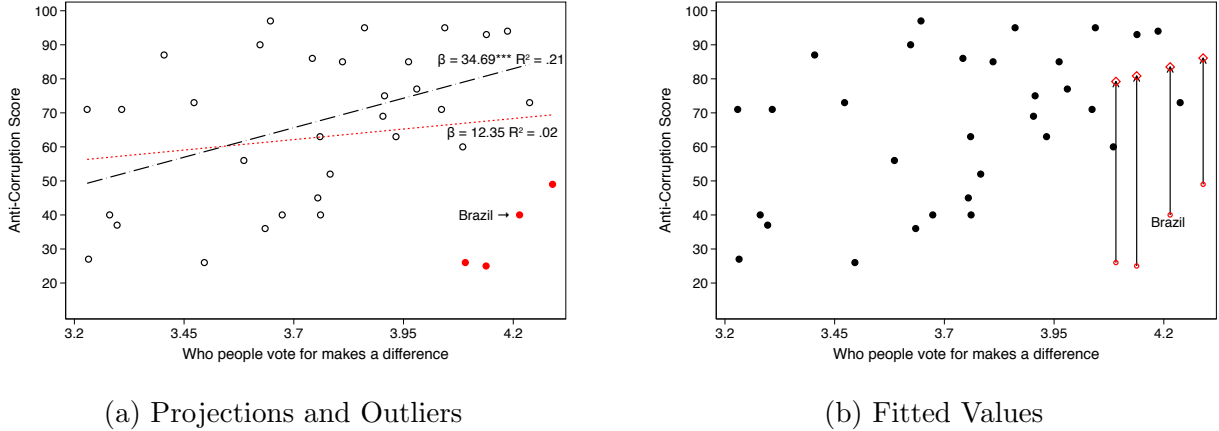 100
90
80
70
60
50
40
30
20
Anti-Corruption Score
β = 34.69*** R² = .21
β = 12.35 R² = .02
Brazil →
3.2 3.45 3.7 3.95 4.2
Who people vote for makes a difference
(a) Projections and Outliers
100
90
80
70
60
50
40
30
20
Anti-Corruption Score
Brazil
3.2 3.45 3.7 3.95 4.2
Who people vote for makes a difference
(b) Fitted Values